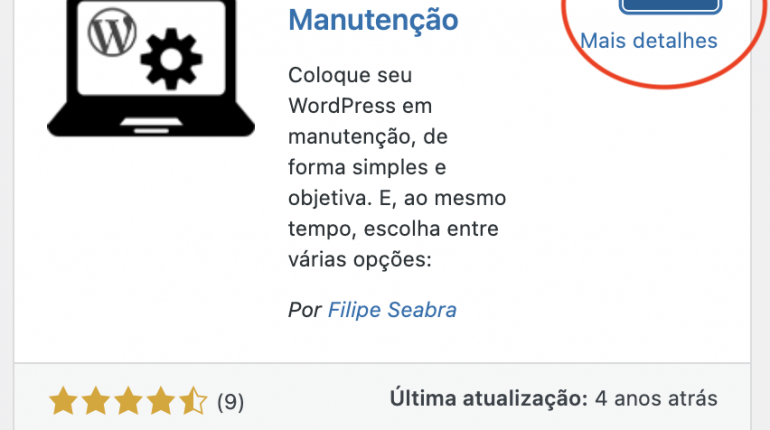 Manutenção
Mais detalhes
Coloque seu
WordPress em
manutenção, de
forma simples e
objetiva. E, ao mesmo
tempo, escolha entre
várias opções:
Por Filipe Seabra
(9)
Última atualização: 4 anos atrás